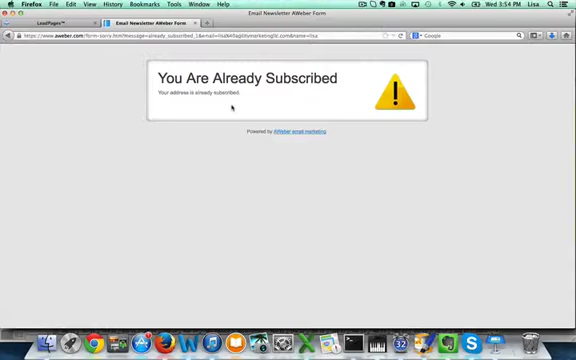 Firefox File Edit View History Bookmarks Tools Window Help Wed 3:54 PM Lisa
Email Newsletter AWeber Form
LeadPages™ Email Newsletter AWeber Form
Google
You Are Already Subscribed
Your address is already subscribed.
Powered by AWeber email marketing
32